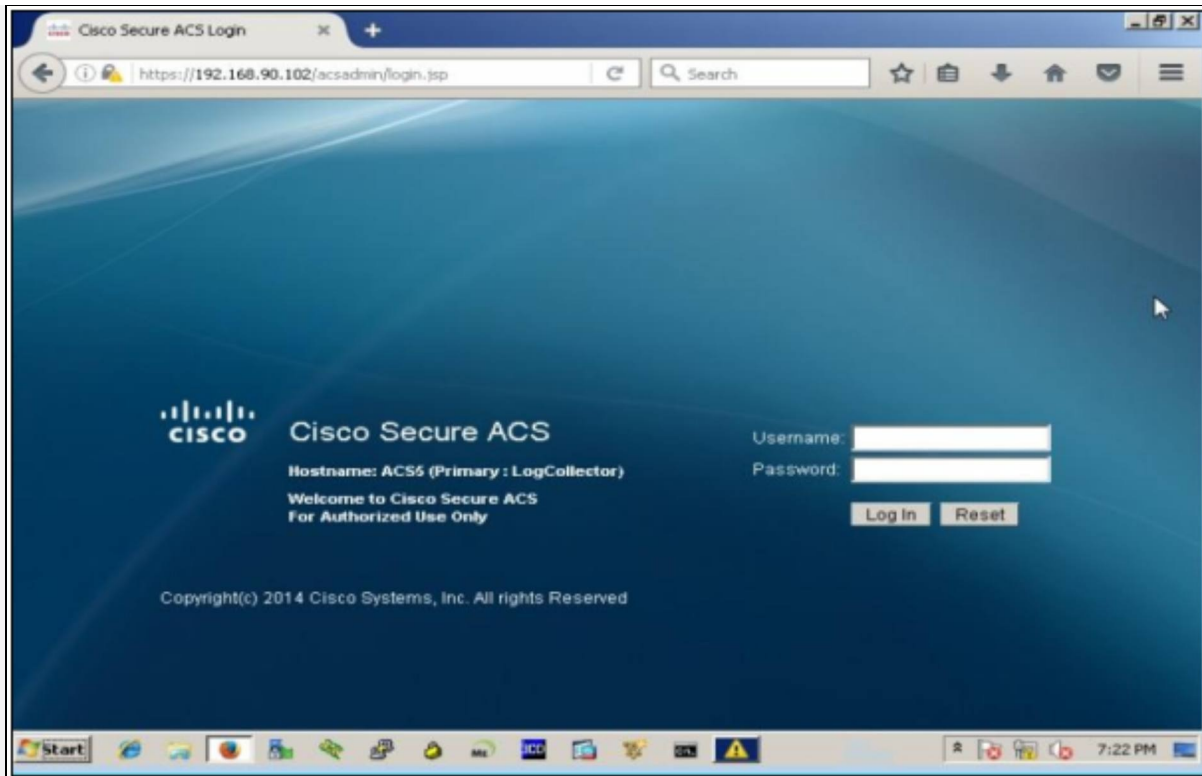 Cisco Secure ACS Login
https://192.168.90.102/acsadmin/login.jsp
Search
CISCO
Cisco Secure ACS
Hostname: ACS5 (Primary : LogCollector)
Welcome to Cisco Secure ACS
For Authorized Use Only
Username:
Password:
Log In
Reset
Copyright(c) 2014 Cisco Systems, Inc. All rights Reserved
Start
7:22 PM